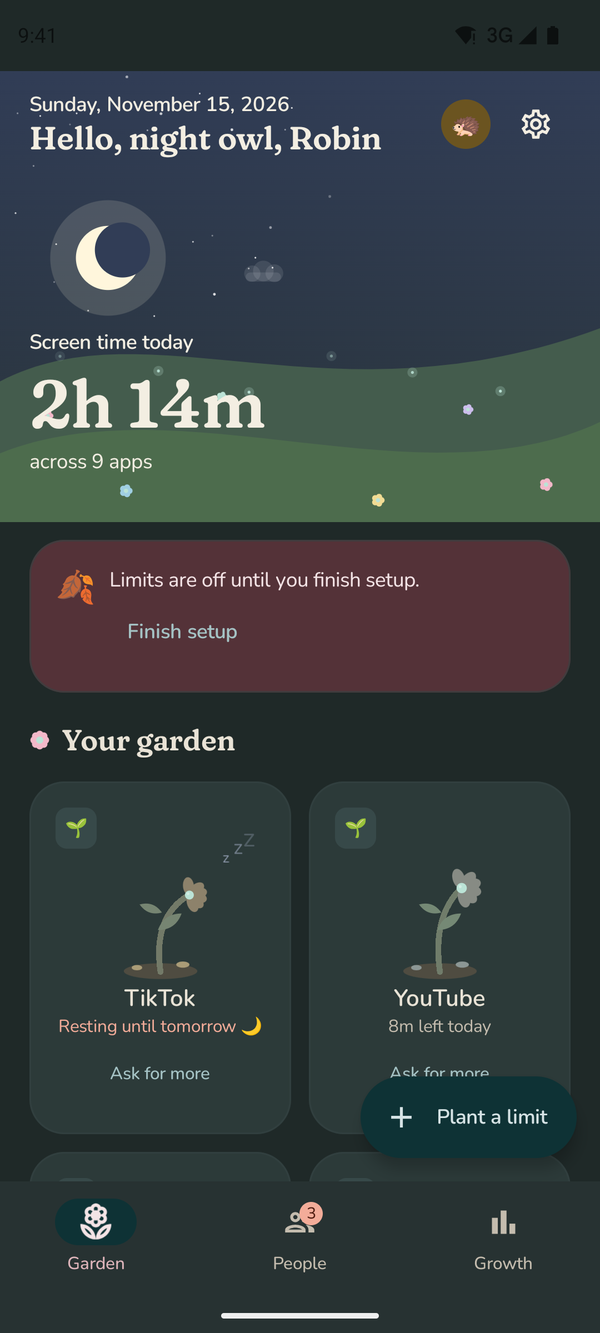 9:41
3G
Sunday, November 15, 2026
Hello, night owl, Robin
Screen time today
2h 14m
across 9 apps
Limits are off until you finish setup.
Finish setup
Your garden
z z Z
TikTok
Resting until tomorrow 🌙
Ask for more
YouTube
8m left today
Ask for more
+ Plant a limit
3
Garden
People
Growth